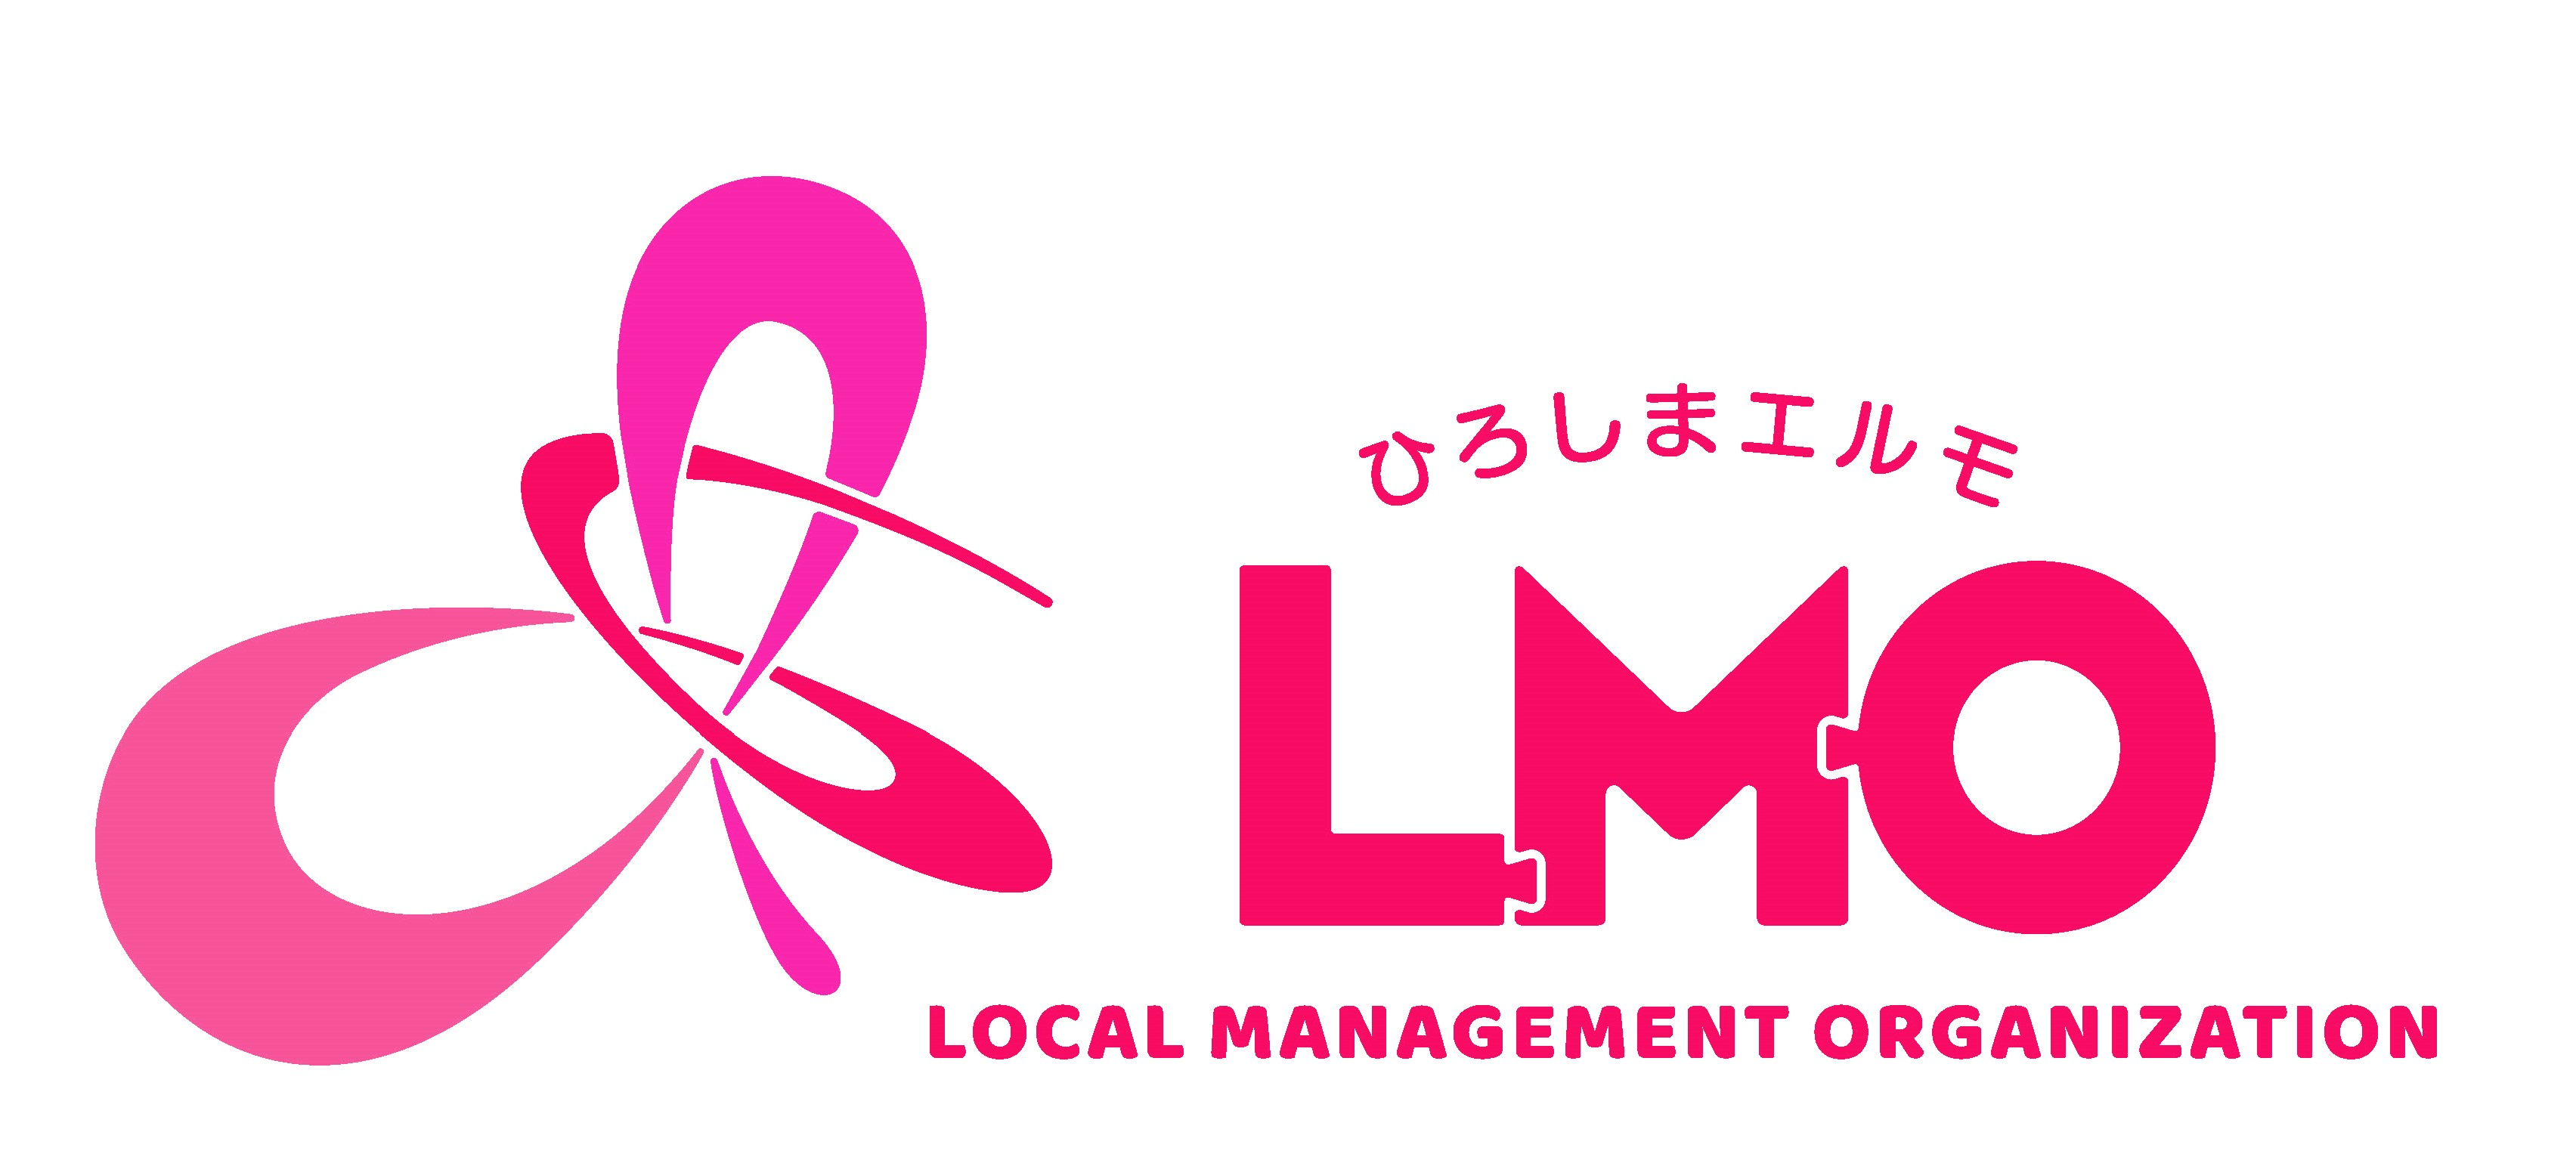 ひろしまエルモ
LMO
LOCAL MANAGEMENT ORGANIZATION